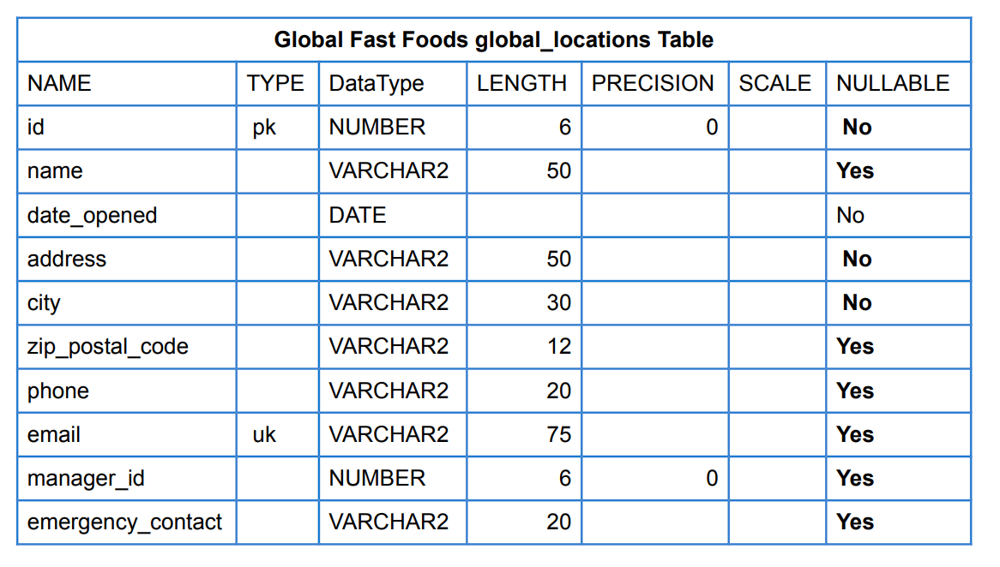 Global Fast Foods global_locations Table
NAME TYPE DataType LENGTH PRECISION SCALE NULLABLE
id pk NUMBER 6 0 No
name VARCHAR2 50 Yes
date_opened DATE No
address VARCHAR2 50 No
city VARCHAR2 30 No
zip_postal_code VARCHAR2 12 Yes
phone VARCHAR2 20 Yes
email uk VARCHAR2 75 Yes
manager_id NUMBER 6 0 Yes
emergency_contact VARCHAR2 20 Yes